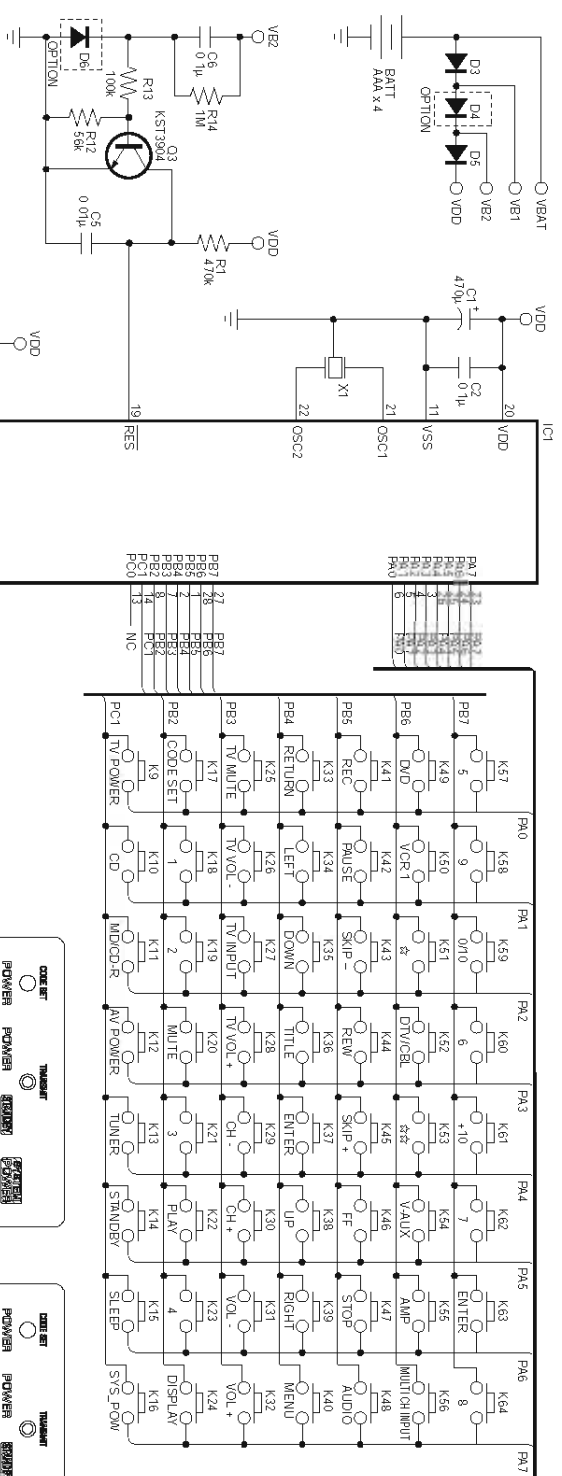 VBAT
VB1
VB2
VDD
D3
D4
D5
OPTION
BATT
AAA x 4
VB2
C6
0.1µ
R14
1M
D6
OPTION
R13
100k
R12
56k
Q3
KST3904
C5
0.01µ
VDD
R1
470k
VDD
C1 +
470µ
C2
0.1µ
X1
VDD
IC1
20 VDD
11 VSS
21 OSC1
22 OSC2
19 RES
PA7
PA0 6
PB7 27 PB7
PB6 28 PB6
PB5 1 PB5
PB4 2 PB4
PB3 7 PB3
PB2 8 PB2
PC1 14 PC1
PC0 13 NC
PA0 PA1 PA2 PA3 PA4 PA5 PA6 PA7
PB7
K57 K58 K59 K60 K61 K62 K63 K64
5 9 0/10 6 +10 7 ENTER 8
PB6
K49 K50 K51 K52 K53 K54 K55 K56
DVD VCR1 ☆ DTV/CBL ☆☆ V-AUX AMP MULTI CH INPUT
PB5
K41 K42 K43 K44 K45 K46 K47 K48
REC PAUSE SKIP − REW SKIP + FF STOP AUDIO
PB4
K33 K34 K35 K36 K37 K38 K39 K40
RETURN LEFT DOWN TITLE ENTER UP RIGHT MENU
PB3
K25 K26 K27 K28 K29 K30 K31 K32
TV MUTE TV VOL - TV INPUT TV VOL + CH - CH + VOL - VOL +
PB2
K17 K18 K19 K20 K21 K22 K23 K24
CODE SET 1 2 MUTE 3 PLAY 4 DISPLAY
PC1
K9 K10 K11 K12 K13 K14 K15 K16
TV POWER CD MD/CD-R AV POWER TUNER STANDBY SLEEP SYS_POW
CODE SET TRANSMIT
POWER POWER STANDBY SYSTEM POWER
CODE SET TRANSMIT
POWER POWER